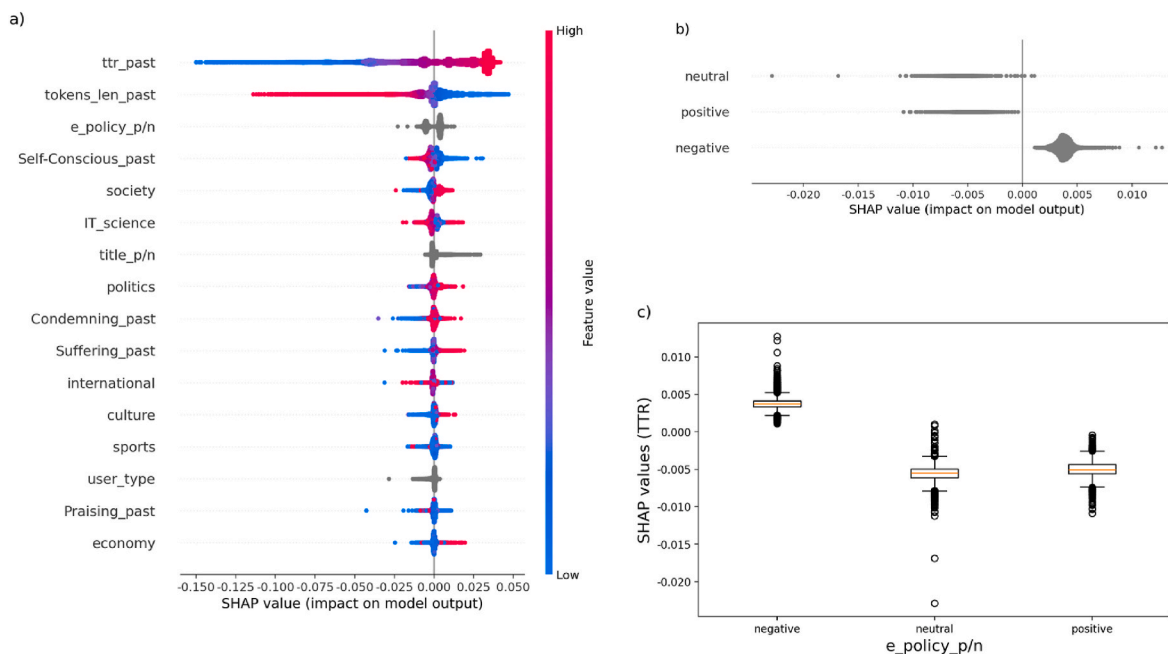 a)
High
ttr_past
tokens_len_past
e_policy_p/n
Self-Conscious_past
society
IT_science
title_p/n
politics
Condemning_past
Suffering_past
international
culture
sports
user_type
Praising_past
economy
Feature value
Low
-0.150 -0.125 -0.100 -0.075 -0.050 -0.025 0.000 0.025 0.050
SHAP value (impact on model output)
b)
neutral
positive
negative
-0.020 -0.015 -0.010 -0.005 0.000 0.005 0.010
SHAP value (impact on model output)
c)
SHAP values (TTR)
0.010
0.005
0.000
-0.005
-0.010
-0.015
-0.020
negative neutral positive
e_policy_p/n